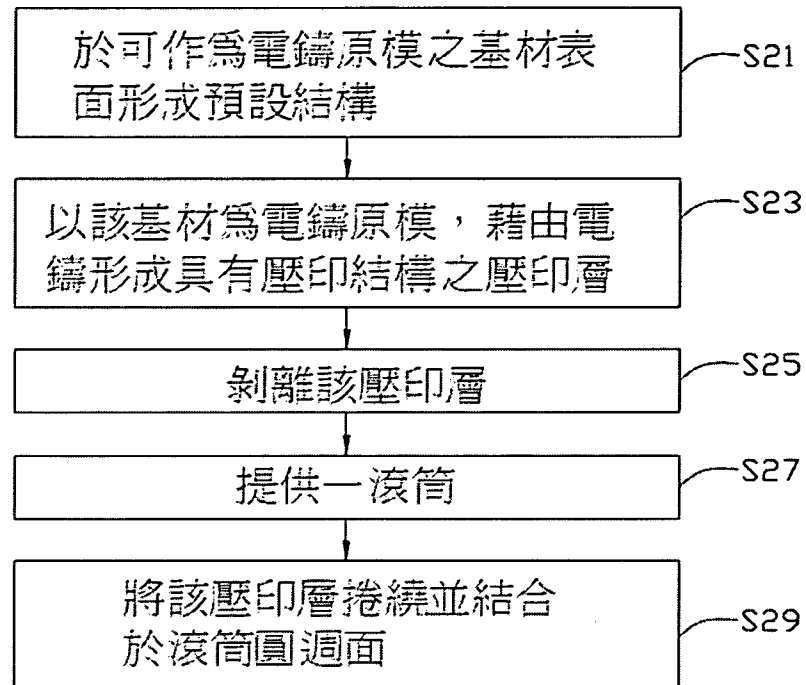 於可作為電鑄原模之基材表
面形成預設結構
S21
以該基材為電鑄原模，藉由電
鑄形成具有壓印結構之壓印層
S23
剝離該壓印層
S25
提供一滾筒
S27
將該壓印層捲繞並結合
於滾筒圓週面
S29